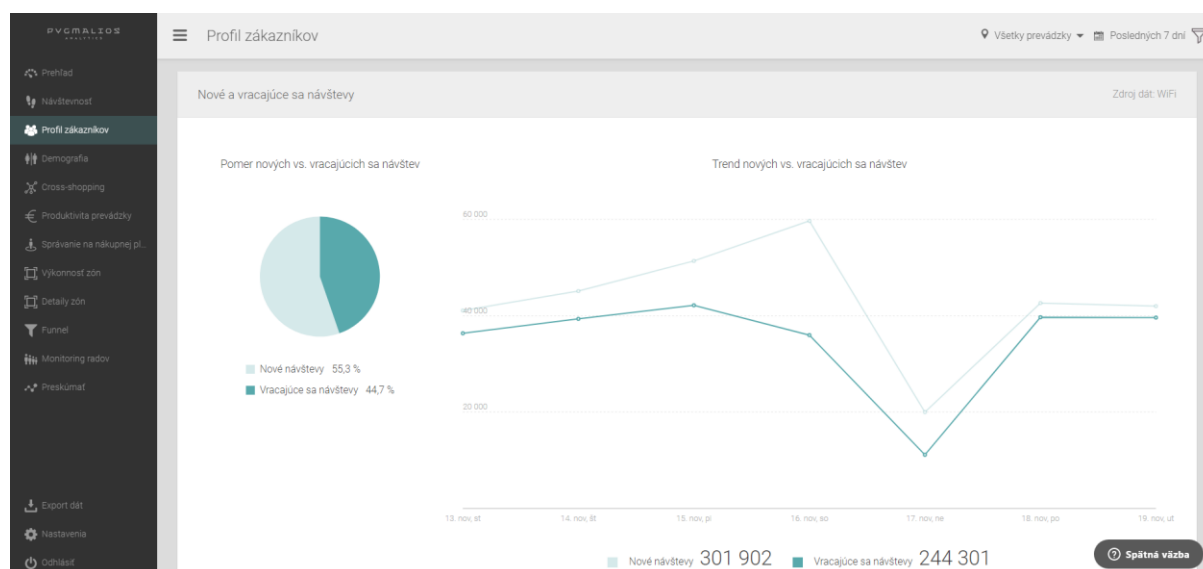 PYGMALIOS
ANALYTICS
Profil zákazníkov
Všetky prevádzky
Posledných 7 dní
Prehľad
Návštevnosť
Profil zákazníkov
Demografia
Cross-shopping
Produktivita prevádzky
Správanie na nákupnej pl...
Výkonnosť zón
Detaily zón
Funnel
Monitoring radov
Preskúmať
Export dát
Nastavenia
Odhlásiť
Nové a vracajúce sa návštevy
Zdroj dát: WiFi
Pomer nových vs. vracajúcich sa návštev
Nové návštevy 55,3 %
Vracajúce sa návštevy 44,7 %
Trend nových vs. vracajúcich sa návštev
60 000
40 000
20 000
13. nov, st
14. nov, št
15. nov, pi
16. nov, so
17. nov, ne
18. nov, po
19. nov, ut
Nové návštevy 301 902
Vracajúce sa návštevy 244 301
Spätná väzba